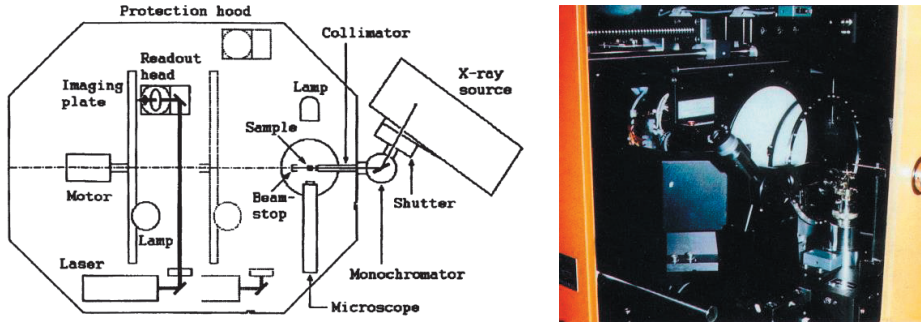 Protection hood
Collimator
X-ray
source
Readout
head
Imaging
plate
Lamp
Sample
Motor
Beam-
stop
Shutter
Lamp
Laser
Monochromator
Microscope